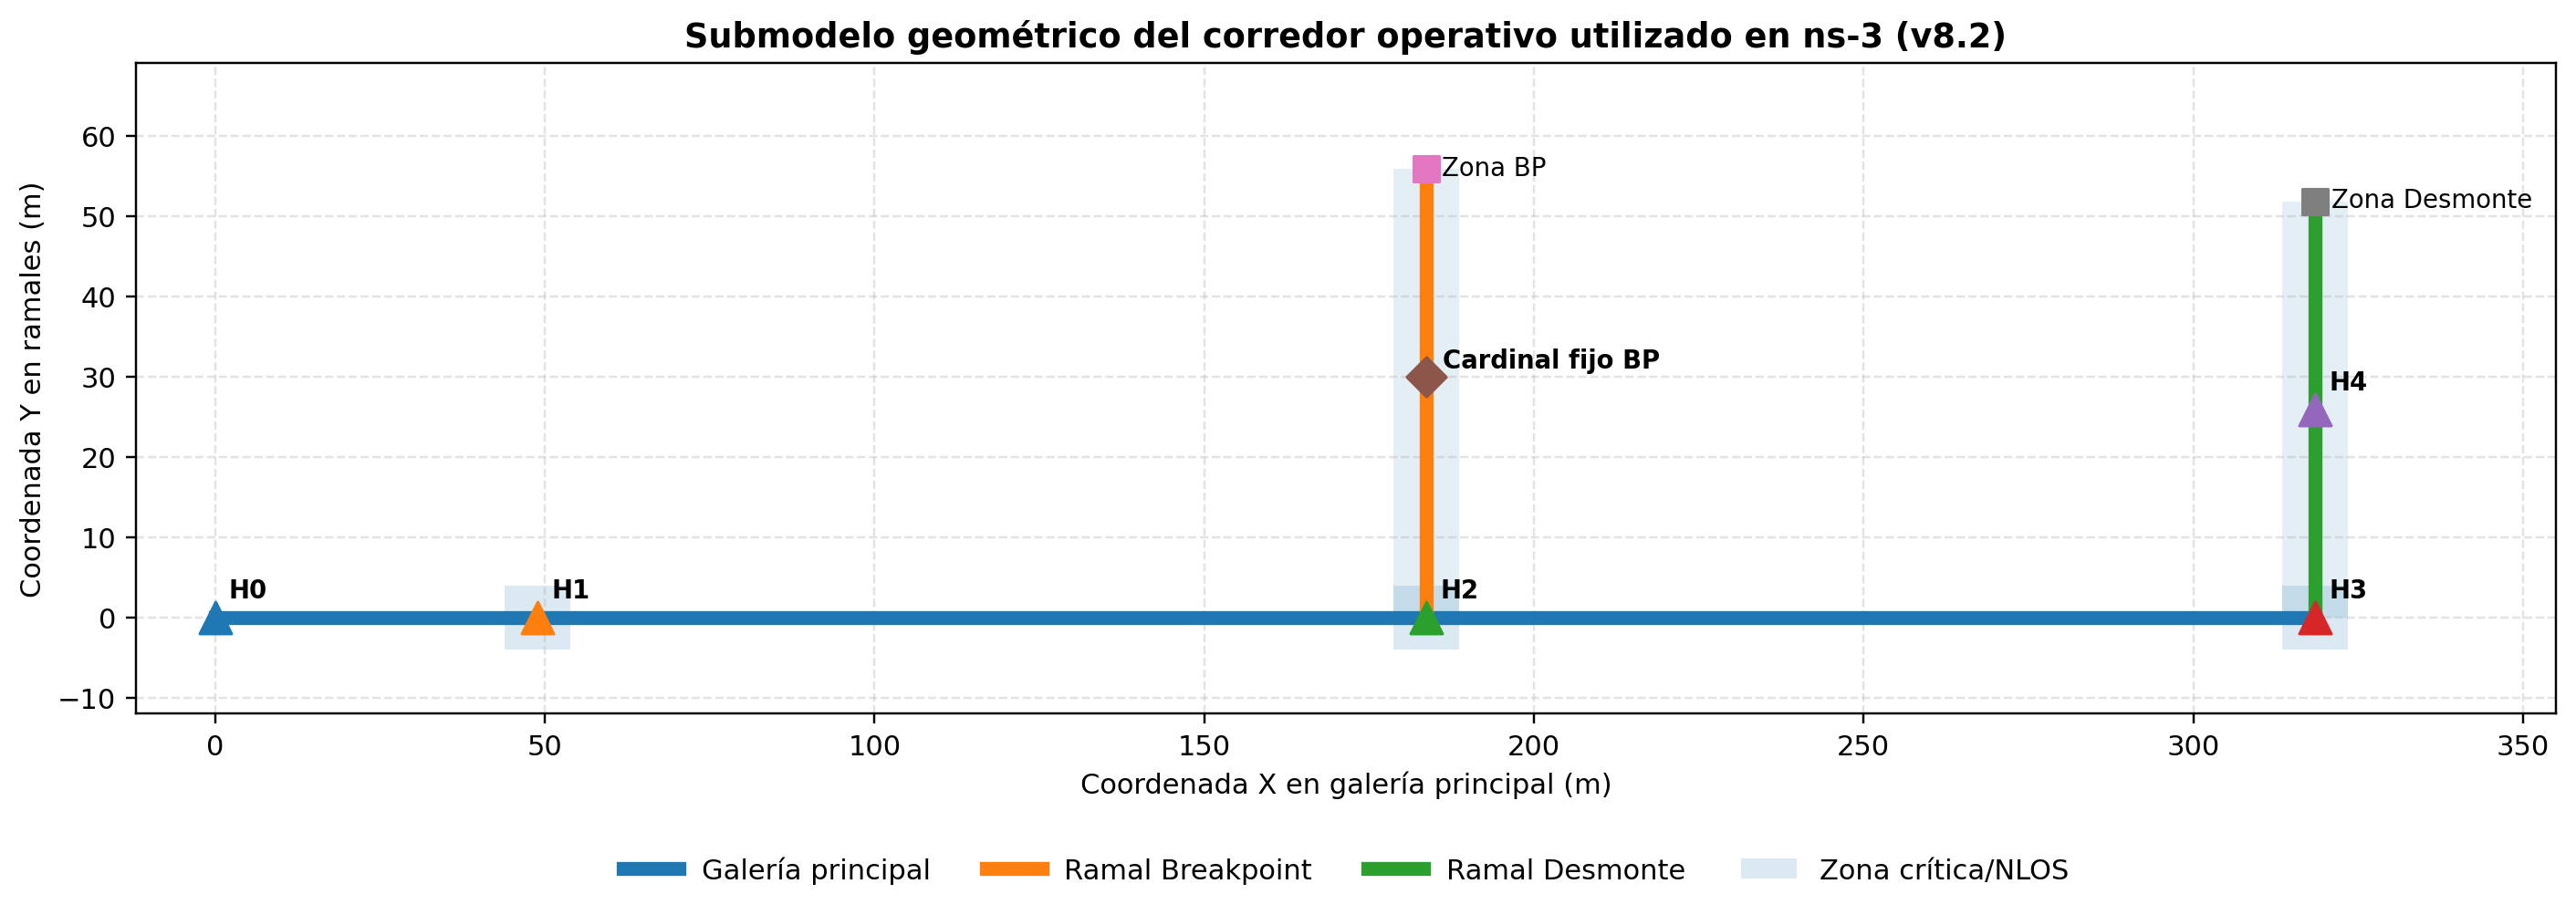 Submodelo geométrico del corredor operativo utilizado en ns-3 (v8.2)
Coordenada Y en ramales (m)
60
50
40
30
20
10
0
−10
Zona BP
Zona Desmonte
Cardinal fijo BP
H4
H0
H1
H2
H3
0
50
100
150
200
250
300
350
Coordenada X en galería principal (m)
Galería principal
Ramal Breakpoint
Ramal Desmonte
Zona crítica/NLOS